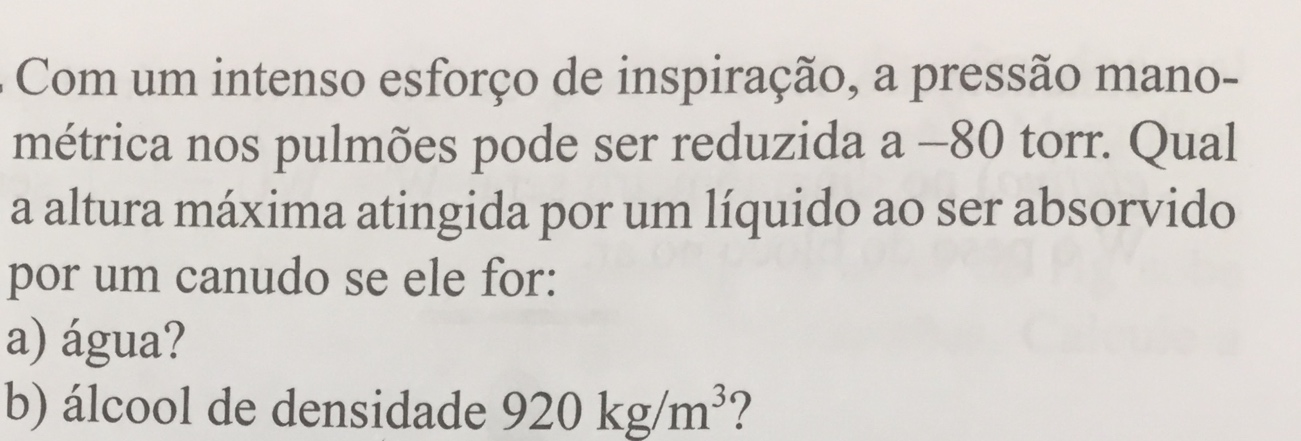 Com um intenso esforço de inspiração, a pressão mano-
métrica nos pulmões pode ser reduzida a –80 torr. Qual
a altura máxima atingida por um líquido ao ser absorvido
por um canudo se ele for:
a) água?
b) álcool de densidade 920 kg/m³?